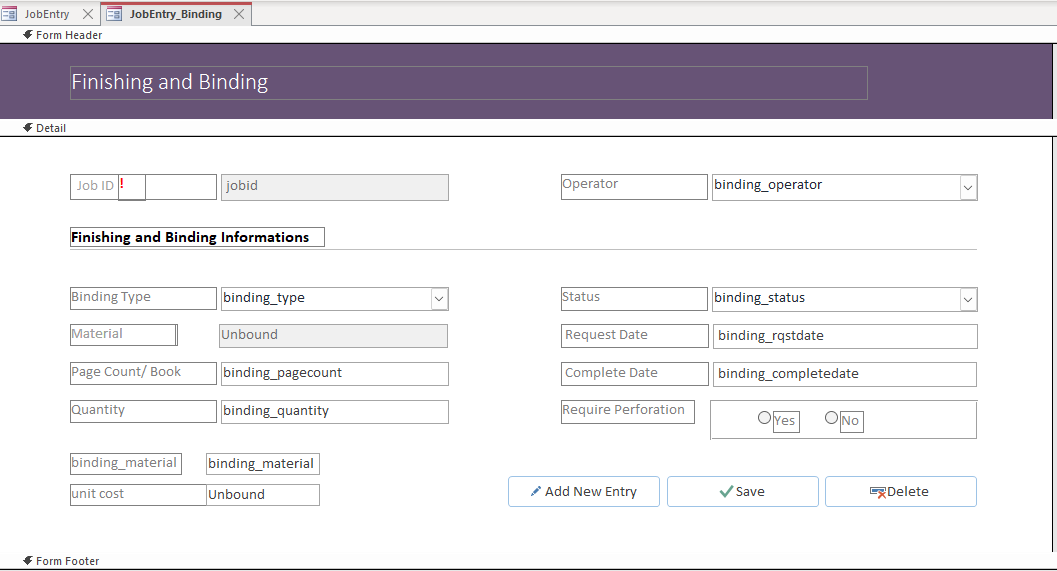 JobEntry JobEntry_Binding
Form Header
Finishing and Binding
Detail
Job ID ! jobid Operator binding_operator
Finishing and Binding Informations
Binding Type binding_type Status binding_status
Material Unbound Request Date binding_rqstdate
Page Count/ Book binding_pagecount Complete Date binding_completedate
Quantity binding_quantity Require Perforation Yes No
binding_material binding_material
unit cost Unbound Add New Entry Save Delete
Form Footer